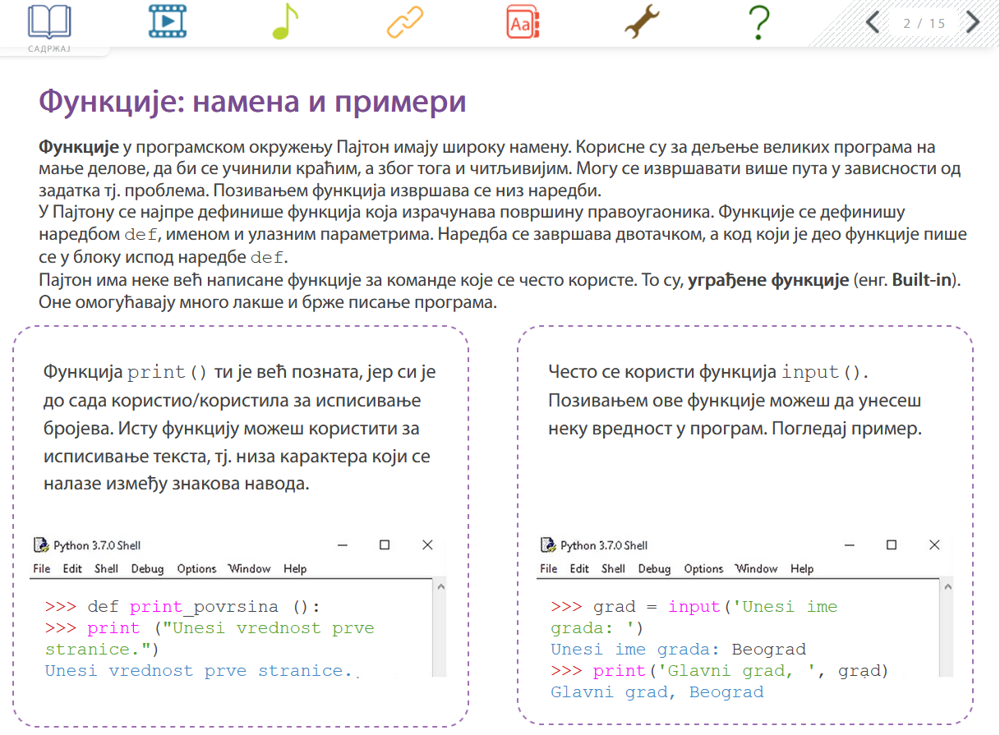 Aa
2 / 15
САДРЖАЈ
Функције: намена и примери
Функције у програмском окружењу Пајтон имају широку намену. Корисне су за дељење великих програма на
мање делове, да би се учинили краћим, а због тога и читљивијим. Могу се извршавати више пута у зависности од
задатка тј. проблема. Позивањем функција извршава се низ наредби.
У Пајтону се најпре дефинише функција која израчунава површину правоугаоника. Функције се дефинишу
наредбом def, именом и улазним параметрима. Наредба се завршава двотачком, а код који је део функције пише
се у блоку испод наредбе def.
Пајтон има неке већ написане функције за команде које се често користе. То су, уграђене функције (енг. Built-in).
Оне омогућавају много лакше и брже писање програма.
Функција print() ти је већ позната, јер си је
до сада користио/користила за исписивање
бројева. Исту функцију можеш користити за
исписивање текста, тј. низа карактера који се
налазе између знакова навода.
Python 3.7.0 Shell
File Edit Shell Debug Options Window Help
>>> def print_povrsina ():
>>> print ("Unesi vrednost prve
stranice.")
Unesi vrednost prve stranice.
Често се користи функција input().
Позивањем ове функције можеш да унесеш
неку вредност у програм. Погледај пример.
Python 3.7.0 Shell
File Edit Shell Debug Options Window Help
>>> grad = input('Unesi ime
grada: ')
Unesi ime grada: Beograd
>>> print('Glavni grad, ', grad)
Glavni grad, Beograd